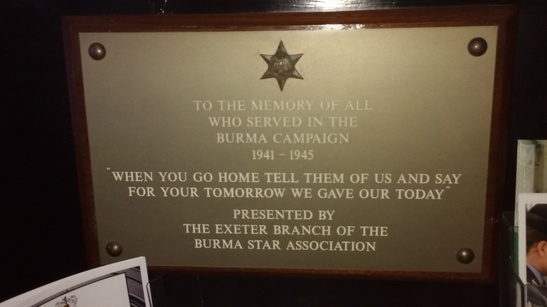 TO THE MEMORY OF ALL
WHO SERVED IN THE
BURMA CAMPAIGN
1941 - 1945
"WHEN YOU GO HOME TELL THEM OF US AND SAY
FOR YOUR TOMORROW WE GAVE OUR TODAY"
PRESENTED BY
THE EXETER BRANCH OF THE
BURMA STAR ASSOCIATION